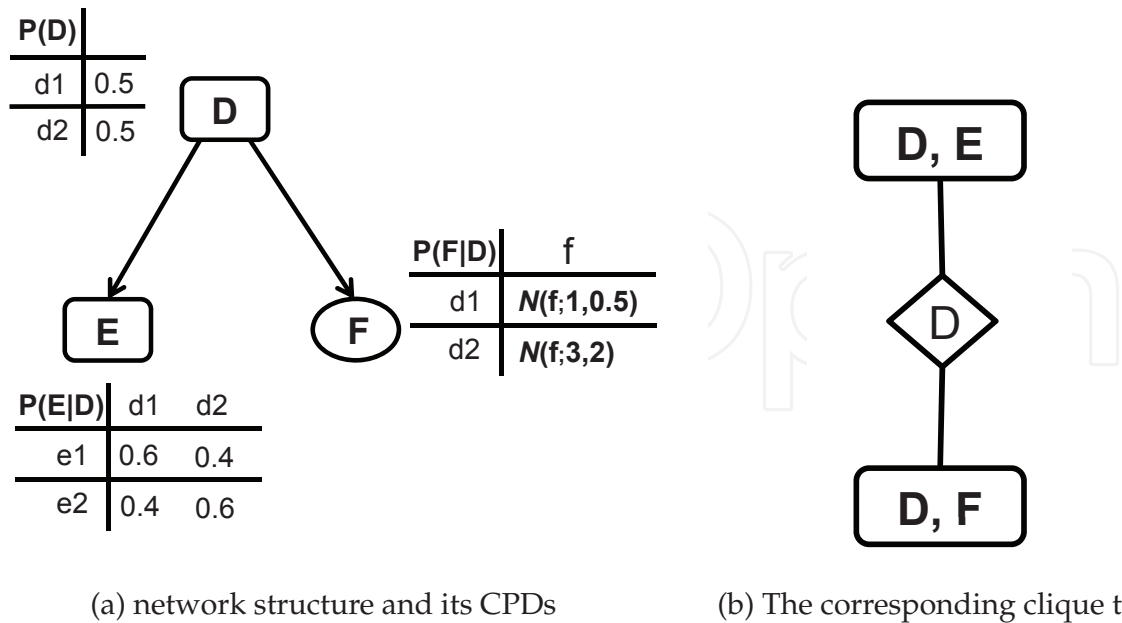 P(D)
d1 0.5
d2 0.5
D
E
F
P(F|D) f
d1 N(f;1,0.5)
d2 N(f;3,2)
P(E|D) d1 d2
e1 0.6 0.4
e2 0.4 0.6
(a) network structure and its CPDs
D, E
D
D, F
(b) The corresponding clique t